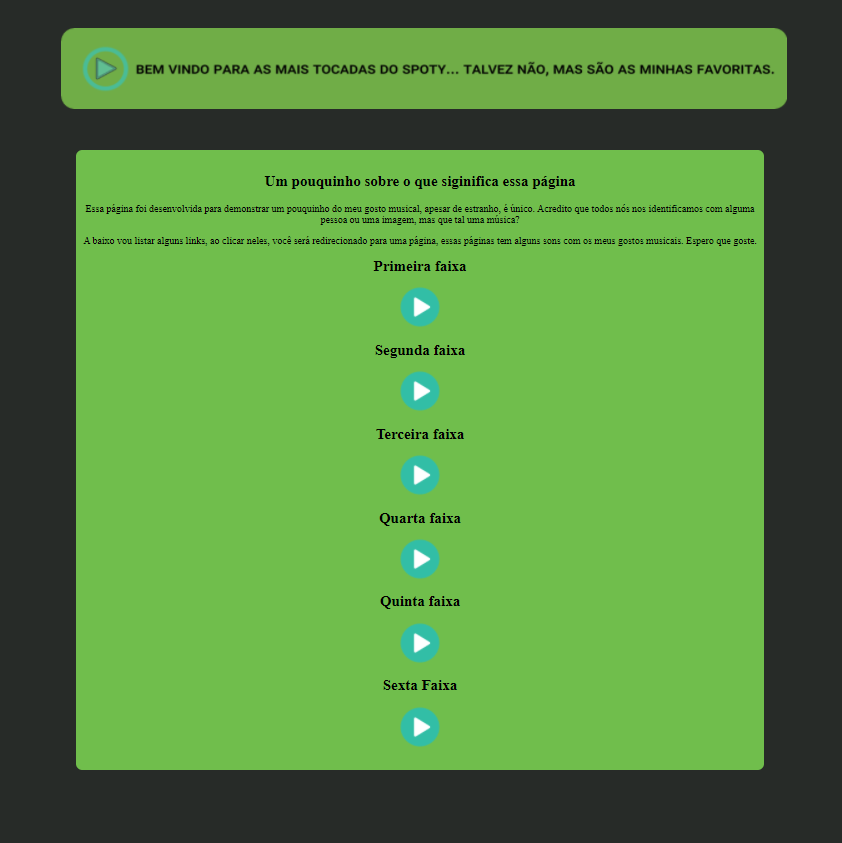 BEM VINDO PARA AS MAIS TOCADAS DO SPOTY... TALVEZ NÃO, MAS SÃO AS MINHAS FAVORITAS.
Um pouquinho sobre o que siginifica essa página
Essa página foi desenvolvida para demonstrar um pouquinho do meu gosto musical, apesar de estranho, é único. Acredito que todos nós nos identificamos com alguma
pessoa ou uma imagem, mas que tal uma música?
A baixo vou listar alguns links, ao clicar neles, você será redirecionado para uma página, essas páginas tem alguns sons com os meus gostos musicais. Espero que goste.
Primeira faixa
Segunda faixa
Terceira faixa
Quarta faixa
Quinta faixa
Sexta Faixa